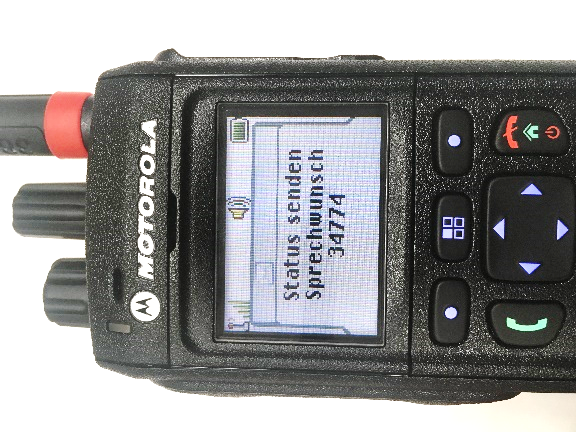 MOTOROLA
Status senden
Sprechwunsch
34774